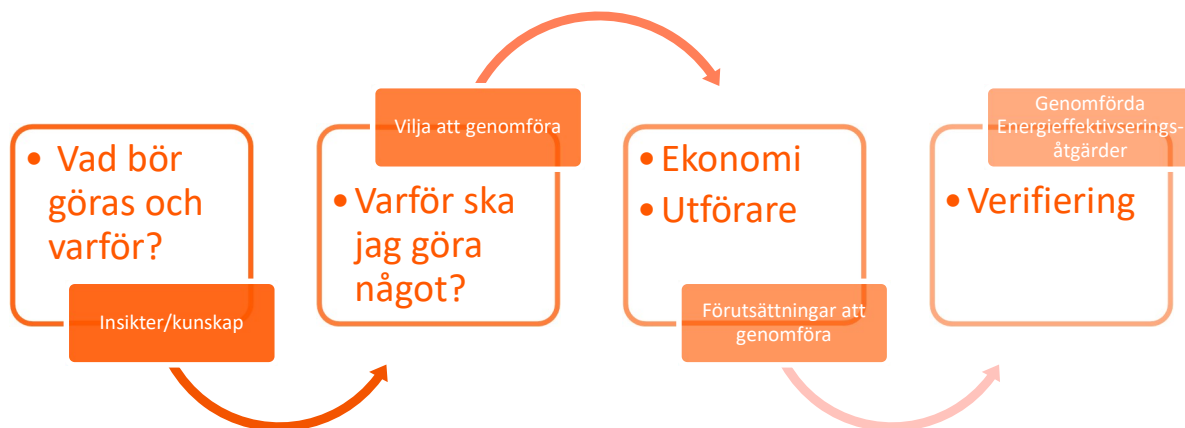 • Vad bör
göras och
varför?
Insikter/kunskap
Vilja att genomföra
• Varför ska
jag göra
något?
• Ekonomi
• Utförare
Förutsättningar att
genomföra
Genomförda
Energieffektivserings-
åtgärder
• Verifiering